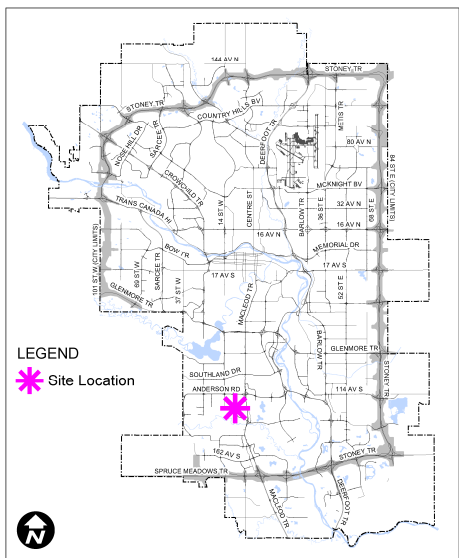 144 AV N
STONEY TR
STONEY TR
COUNTRY HILLS BV
NOSE HILL DR
SARCEE TR
DEERFOOT TR
METIS TR
80 AV N
CROWCHILD TR
MCKNIGHT BV
84 ST E (CITY LIMITS)
TRANS CANADA HI
14 ST W
CENTRE ST
BARLOW TR
36 ST E
32 AV N
68 ST E
16 AV N
16 AV N
101 ST W (CITY LIMITS)
BOW TR
MEMORIAL DR
17 AV S
17 AV S
69 ST W
SARCEE TR
37 ST W
GLENMORE TR
MACLEOD TR
52 ST E
BARLOW TR
GLENMORE TR
LEGEND
Site Location
SOUTHLAND DR
ANDERSON RD
114 AV S
STONEY TR
162 AV S
STONEY TR
SPRUCE MEADOWS TR
MACLEOD TR
DEERFOOT TR
N